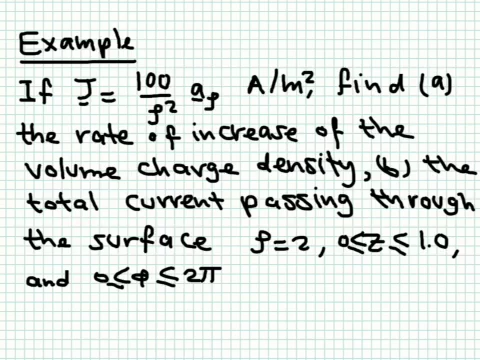 Example
If J = 100/ρ² aρ A/m², find (a)
the rate of increase of the
volume charge density, (b) the
total current passing through
the surface ρ=2, 0≤z≤1.0,
and 0≤φ≤2π